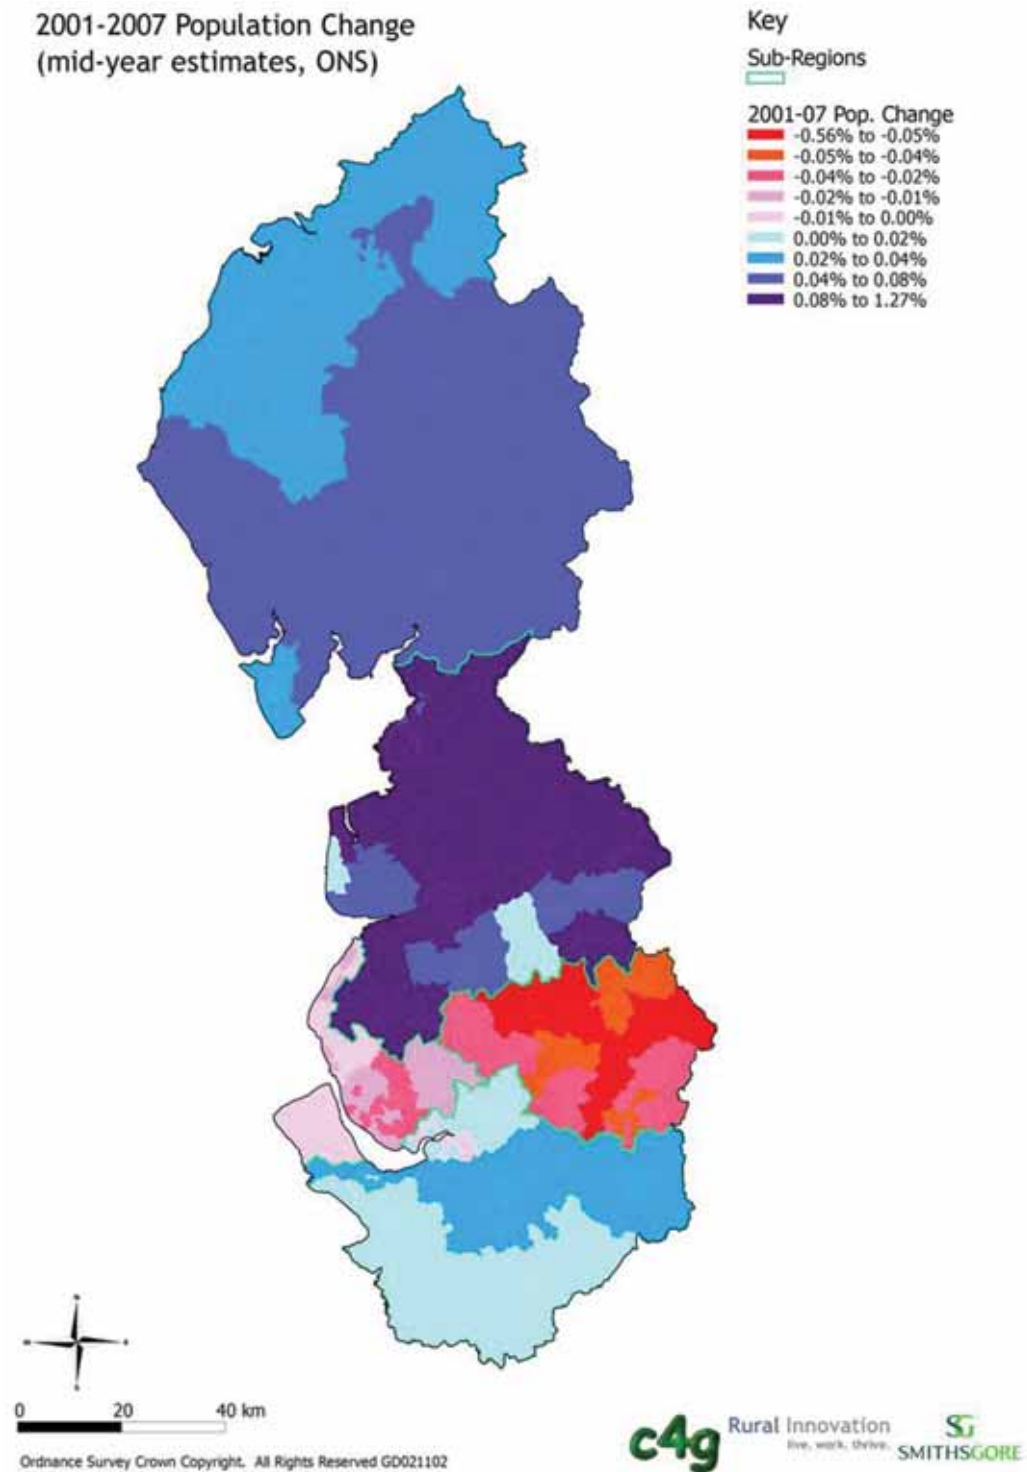 2001-2007 Population Change
(mid-year estimates, ONS)
Key
Sub-Regions
2001-07 Pop. Change
-0.56% to -0.05%
-0.05% to -0.04%
-0.04% to -0.02%
-0.02% to -0.01%
-0.01% to 0.00%
0.00% to 0.02%
0.02% to 0.04%
0.04% to 0.08%
0.08% to 1.27%
0 20 40 km
Ordnance Survey Crown Copyright. All Rights Reserved GD021102
c4g
Rural Innovation
live. work. thrive.
SG
SMITHSGORE